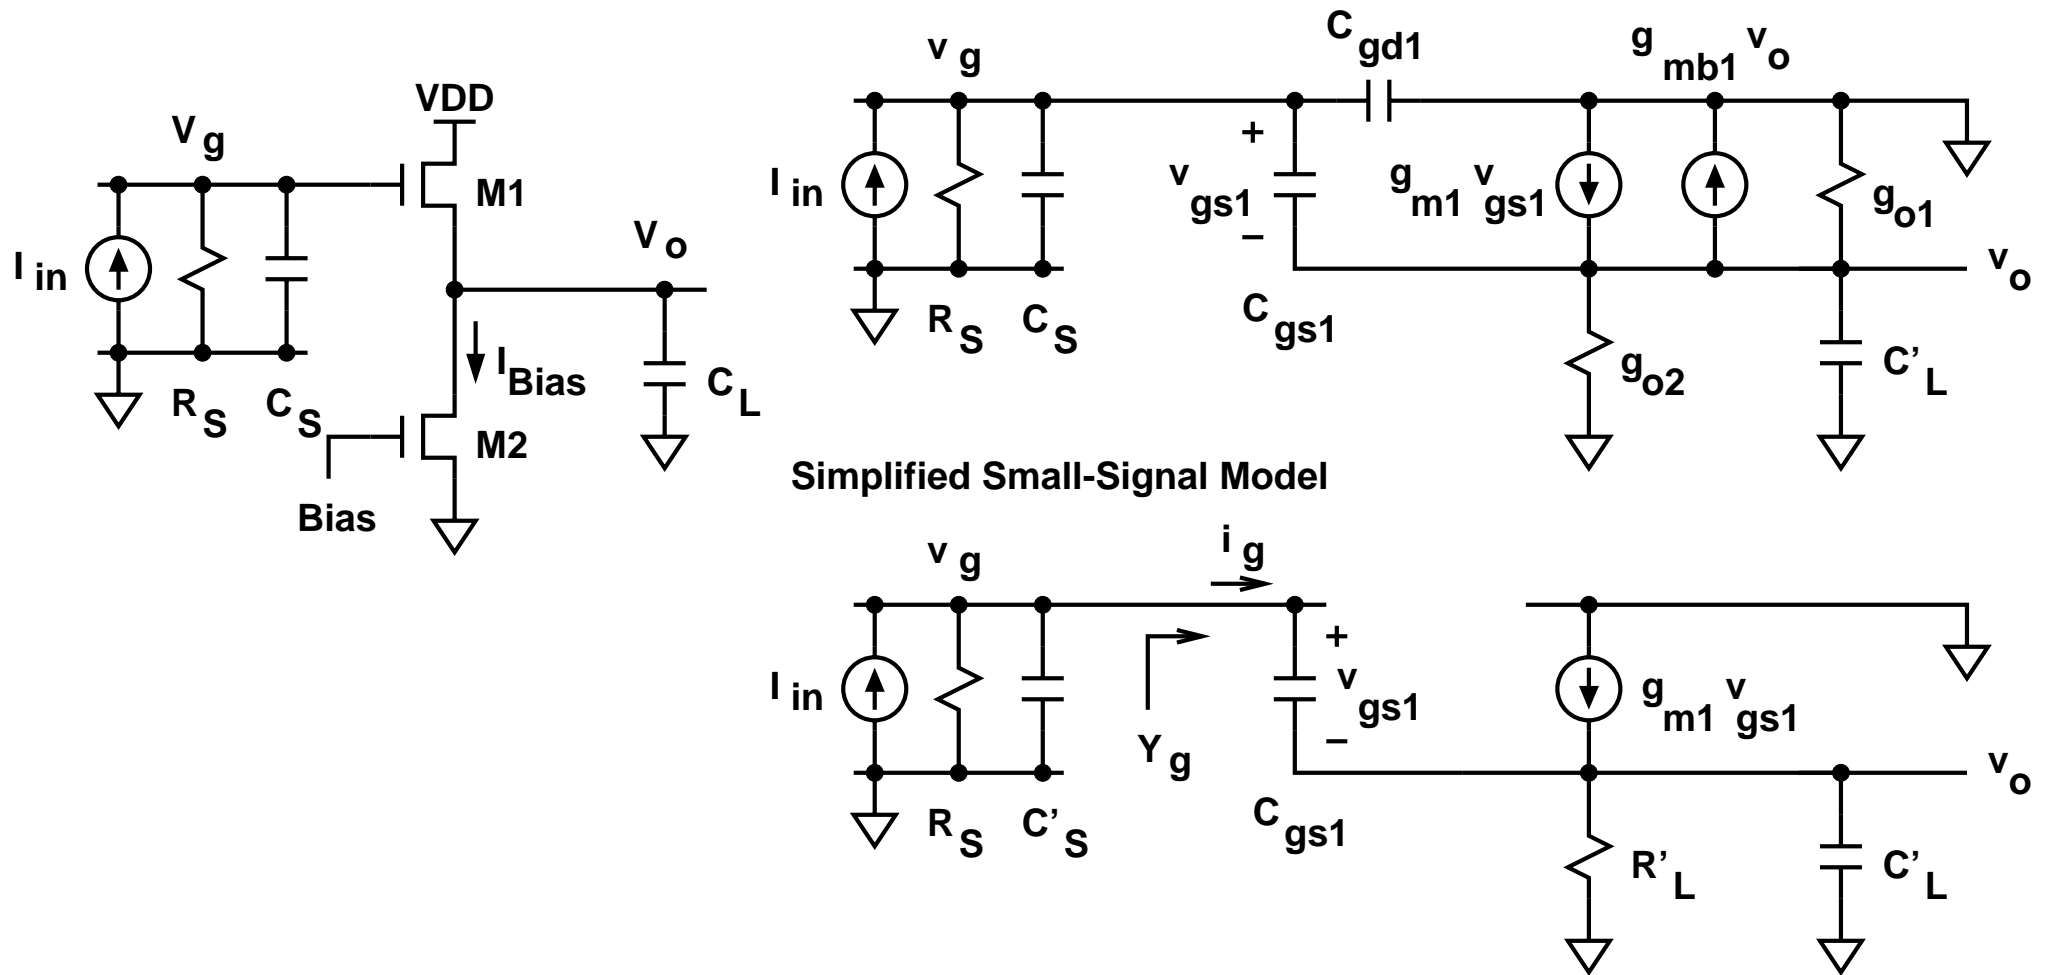 VDD
V g
M1
I in
V o
R S
C S
I Bias
C L
M2
Bias
v g
C gd1
g mb1 v o
I in
+
v gs1
–
g m1 v gs1
g o1
v o
R S
C S
C gs1
g o2
C’ L
Simplified Small-Signal Model
v g
i g
I in
+
v gs1
–
g m1 v gs1
Y g
v o
R S
C’ S
C gs1
R’ L
C’ L